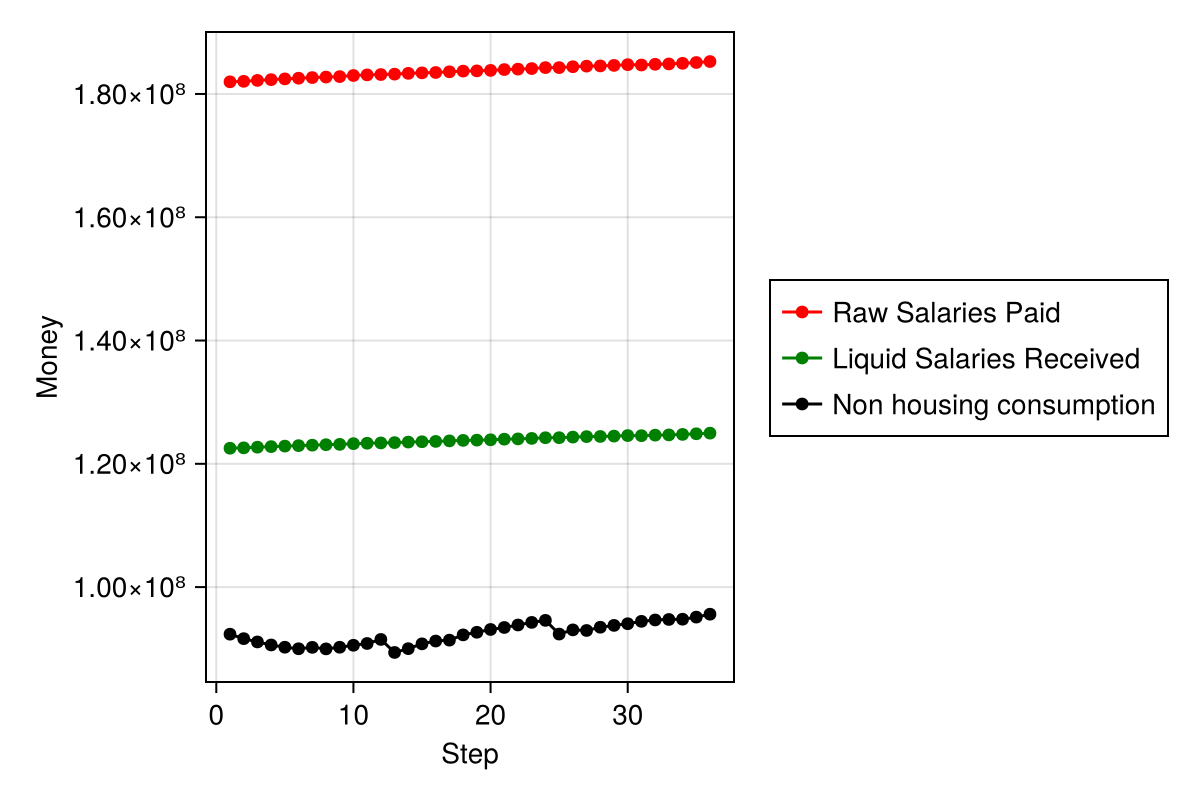 1.80×10⁸
1.60×10⁸
1.40×10⁸
1.20×10⁸
1.00×10⁸
Money
0 10 20 30
Step
Raw Salaries Paid
Liquid Salaries Received
Non housing consumption